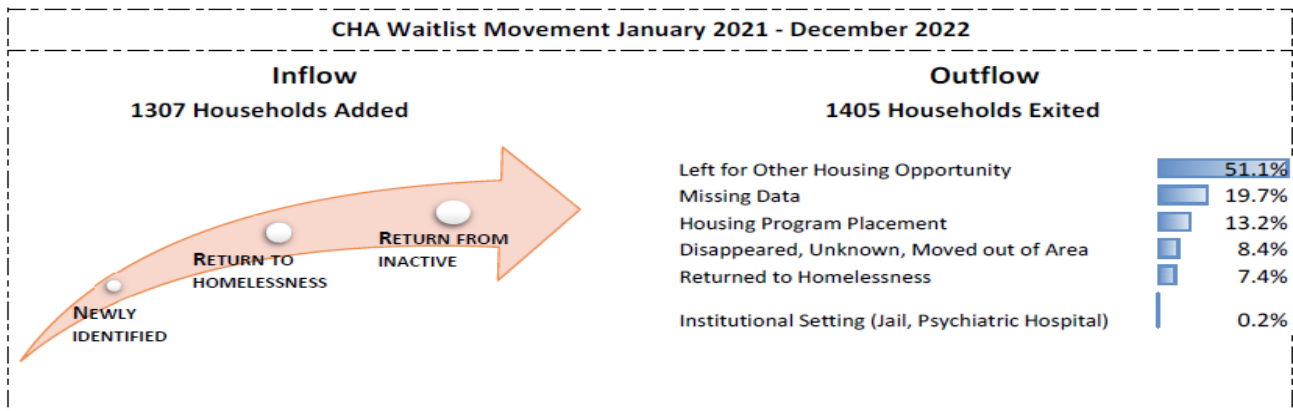 CHA Waitlist Movement January 2021 - December 2022
Inflow
1307 Households Added
NEWLY
IDENTIFIED
RETURN TO
HOMELESSNESS
RETURN FROM
INACTIVE
Outflow
1405 Households Exited
Left for Other Housing Opportunity 51.1%
Missing Data 19.7%
Housing Program Placement 13.2%
Disappeared, Unknown, Moved out of Area 8.4%
Returned to Homelessness 7.4%
Institutional Setting (Jail, Psychiatric Hospital) 0.2%